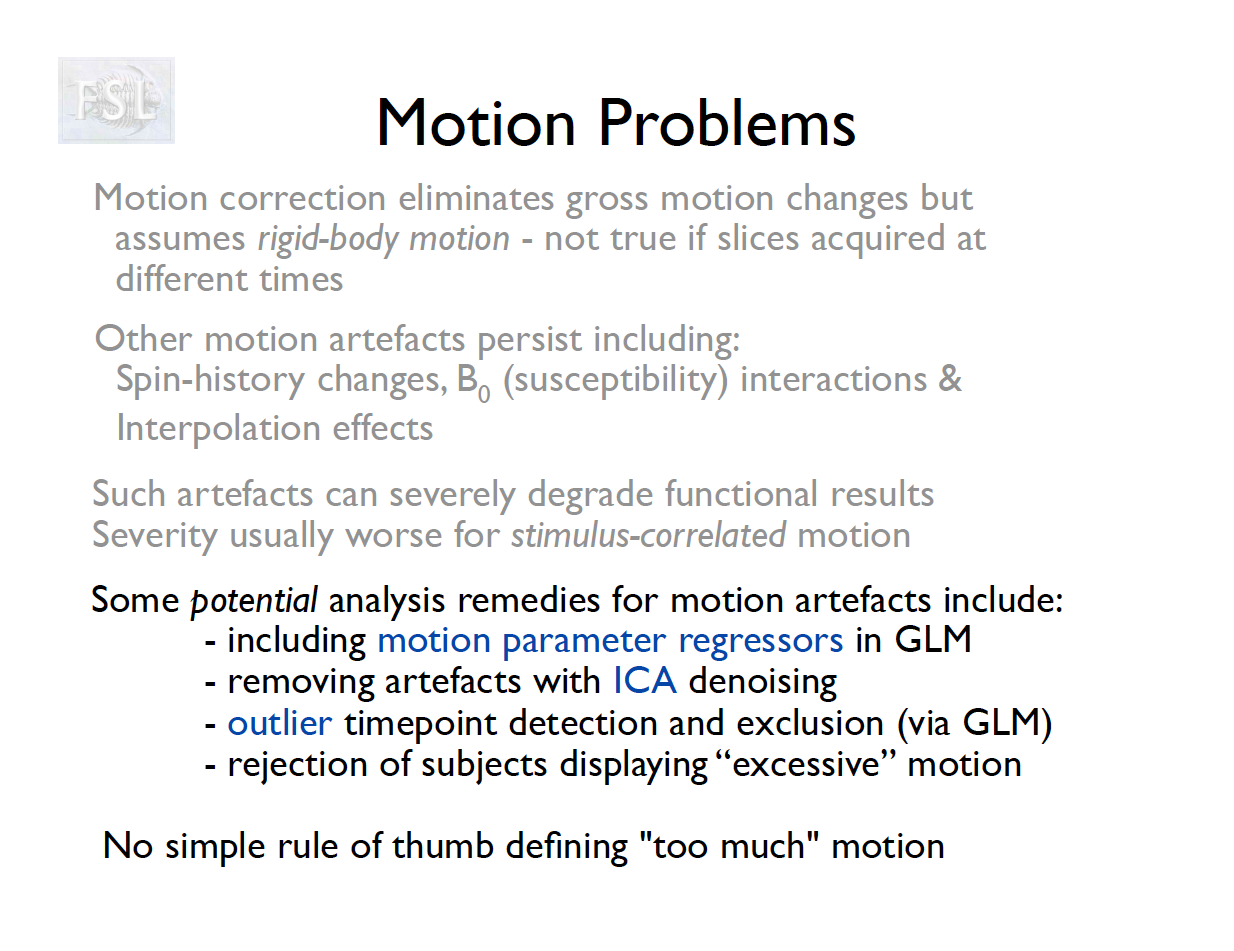 FSL
Motion Problems
Motion correction eliminates gross motion changes but
assumes rigid-body motion - not true if slices acquired at
different times
Other motion artefacts persist including:
Spin-history changes, B0 (susceptibility) interactions &
Interpolation effects
Such artefacts can severely degrade functional results
Severity usually worse for stimulus-correlated motion
Some potential analysis remedies for motion artefacts include:
- including motion parameter regressors in GLM
- removing artefacts with ICA denoising
- outlier timepoint detection and exclusion (via GLM)
- rejection of subjects displaying “excessive” motion
No simple rule of thumb defining "too much" motion